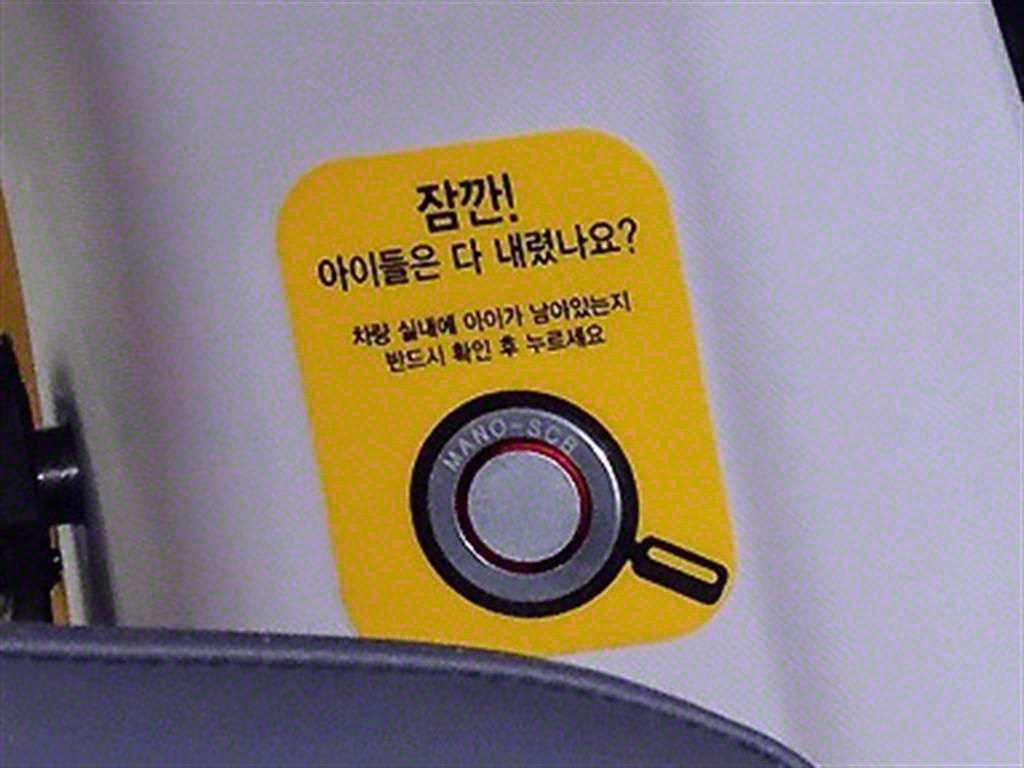 잠깐!
아이들은 다 내렸나요?
차량 실내에 아이가 남아있는지
반드시 확인 후 누르세요
MANO-SCB